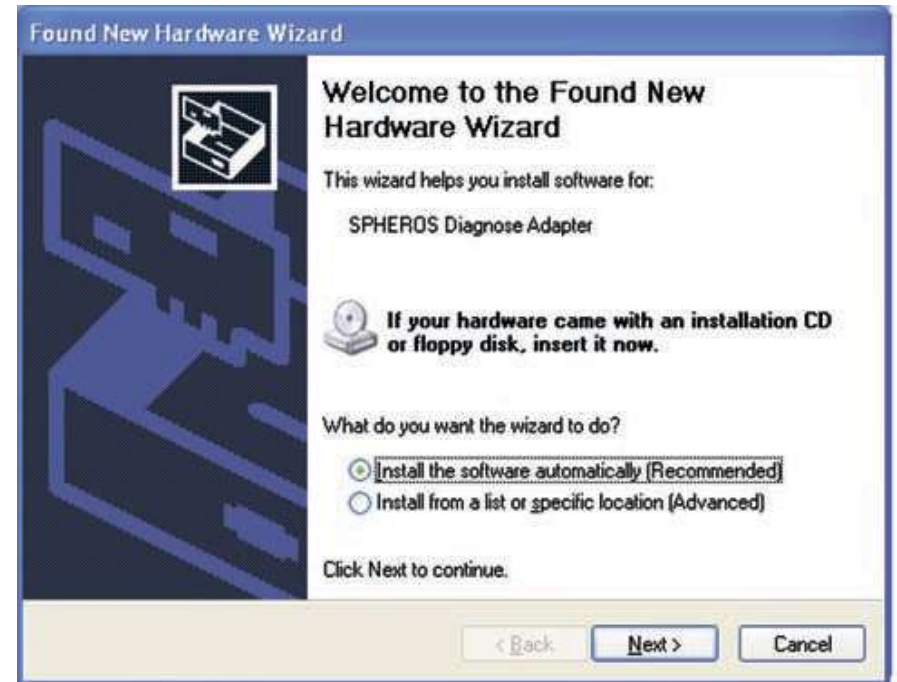 Found New Hardware Wizard
Welcome to the Found New
Hardware Wizard
This wizard helps you install software for:
SPHEROS Diagnose Adapter
If your hardware came with an installation CD
or floppy disk, insert it now.
What do you want the wizard to do?
Install the software automatically (Recommended)
Install from a list or specific location (Advanced)
Click Next to continue.
< Back Next > Cancel